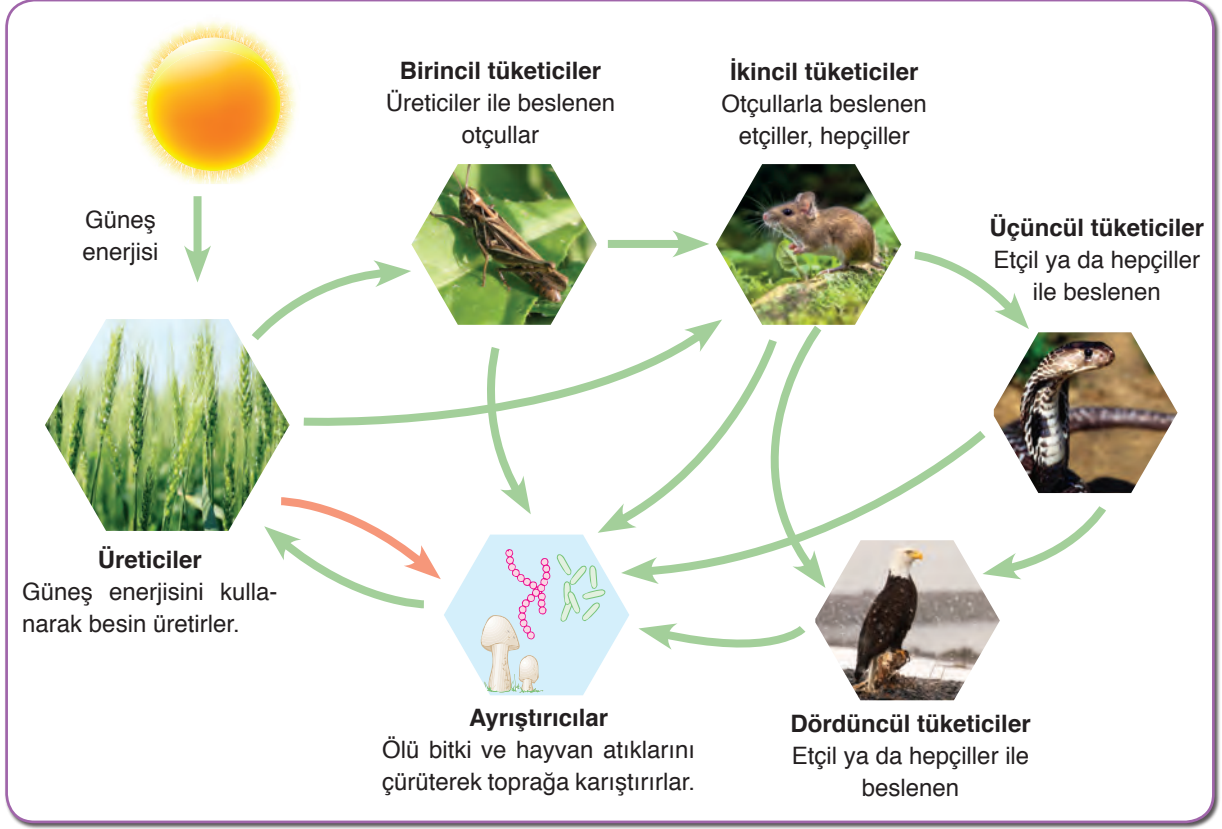 Güneş
enerjisi
Birincil tüketiciler
Üreticiler ile beslenen
otçullar
İkincil tüketiciler
Otçullarla beslenen
etçiller, hepçiller
Üçüncül tüketiciler
Etçil ya da hepçiller
ile beslenen
Üreticiler
Güneş enerjisini kulla-
narak besin üretirler.
Ayrıştırıcılar
Ölü bitki ve hayvan atıklarını
çürüterek toprağa karıştırırlar.
Dördüncül tüketiciler
Etçil ya da hepçiller ile
beslenen